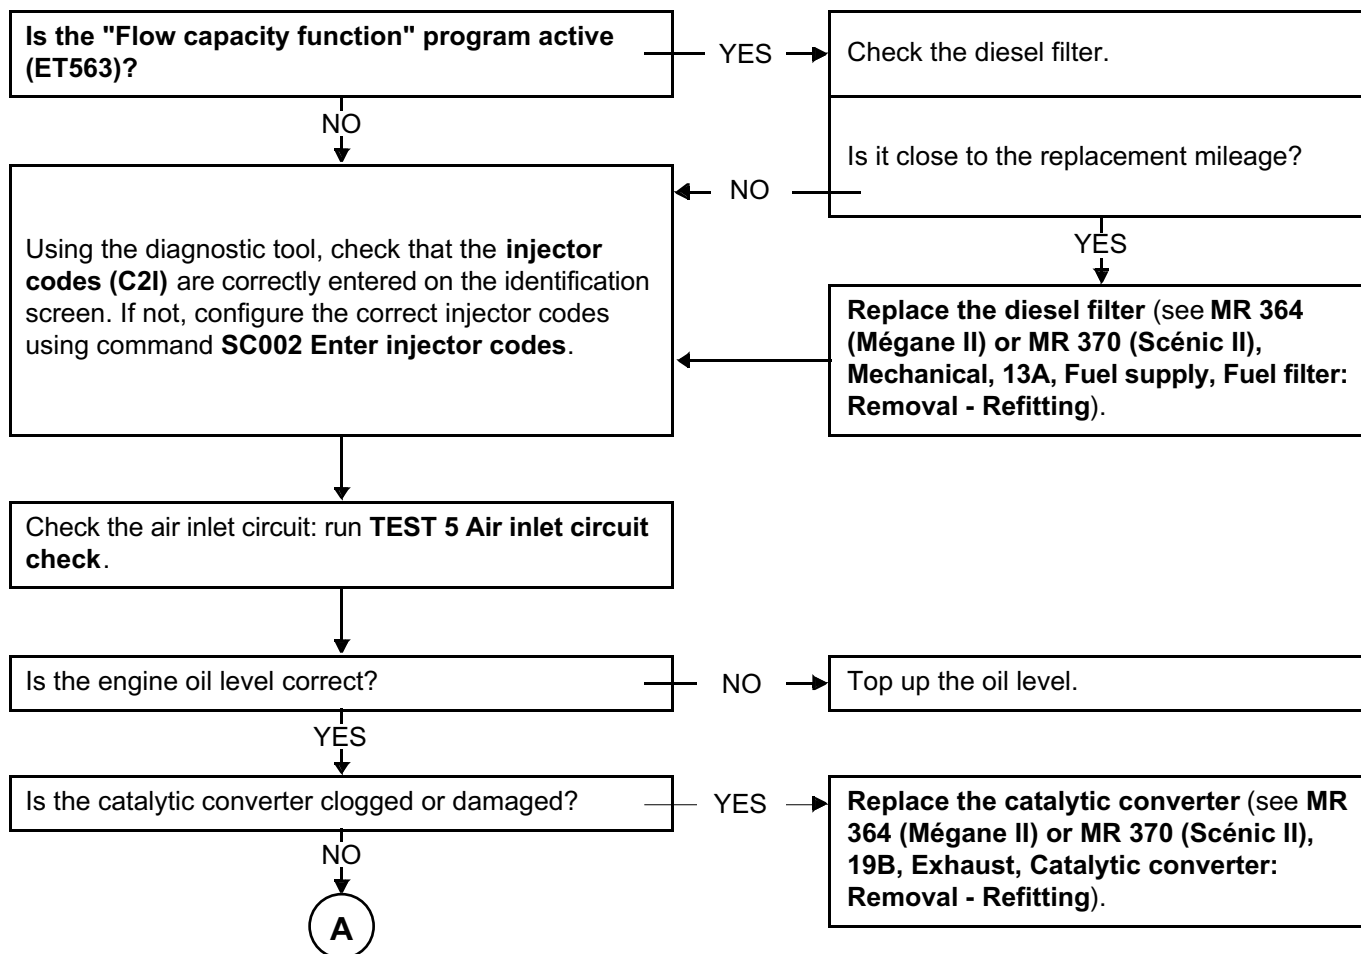 Is the "Flow capacity function" program active
(ET563)?
YES
Check the diesel filter.
NO
Is it close to the replacement mileage?
NO
YES
Using the diagnostic tool, check that the injector
codes (C2I) are correctly entered on the identification
screen. If not, configure the correct injector codes
using command SC002 Enter injector codes.
Replace the diesel filter (see MR 364
(Mégane II) or MR 370 (Scénic II),
Mechanical, 13A, Fuel supply, Fuel filter:
Removal - Refitting).
Check the air inlet circuit: run TEST 5 Air inlet circuit
check.
Is the engine oil level correct?
NO
Top up the oil level.
YES
Is the catalytic converter clogged or damaged?
YES
Replace the catalytic converter (see MR
364 (Mégane II) or MR 370 (Scénic II),
19B, Exhaust, Catalytic converter:
Removal - Refitting).
NO
A